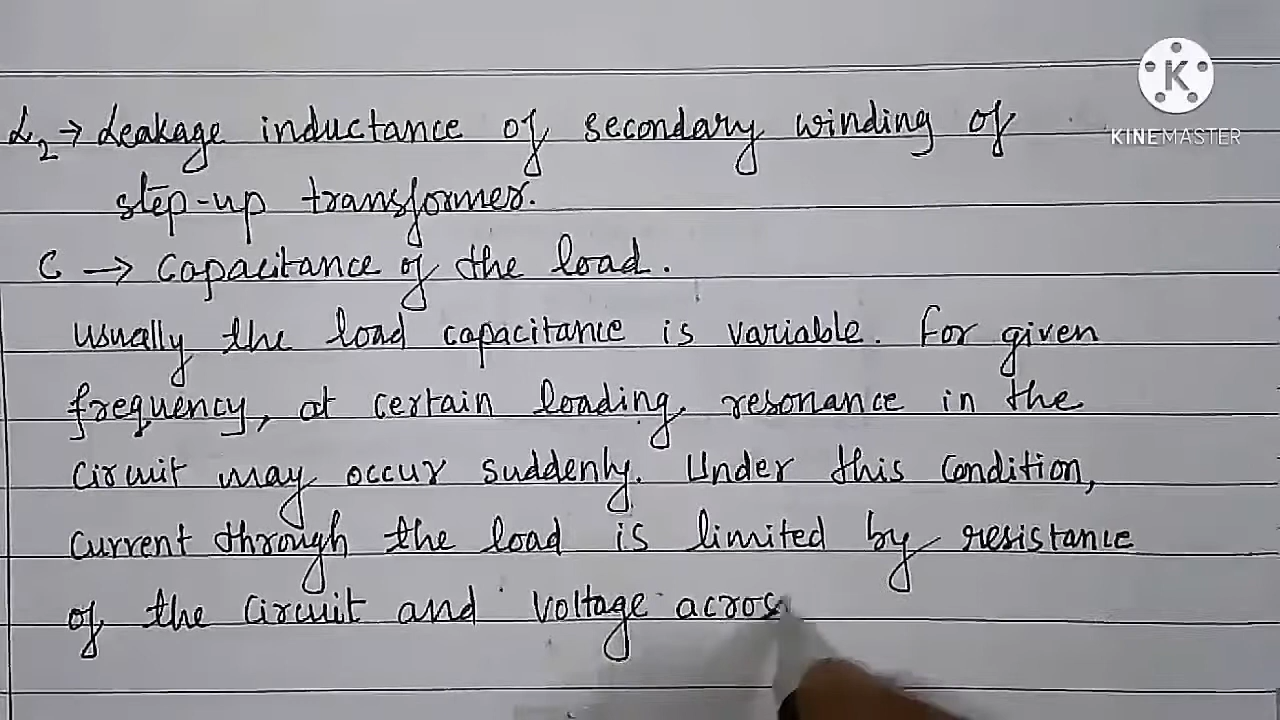 K
KINEMASTER
L2 → Leakage inductance of secondary winding of
step-up transformer.
C → Capacitance of the load.
Usually the load capacitance is variable. For given
frequency, at certain loading, resonance in the
circuit may occur suddenly. Under this condition,
current through the load is limited by resistance
of the circuit and voltage across